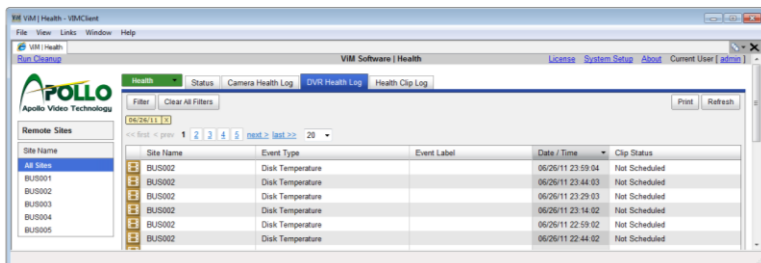 ViM | Health - VIMClient
File View Links Window Help
ViM | Health
Run Cleanup ViM Software | Health License System Setup About Current User [ admin ]
APOLLO
Apollo Video Technology
Health Status Camera Health Log DVR Health Log Health Clip Log
Filter Clear All Filters Print Refresh
06/26/11 X
Remote Sites
<< first < prev 1 2 3 4 5 next > last >> 20
Site Name
All Sites
BUS001
BUS002
BUS003
BUS004
BUS005
Site Name Event Type Event Label Date / Time Clip Status
BUS002 Disk Temperature 06/26/11 23:59:04 Not Scheduled
BUS002 Disk Temperature 06/26/11 23:44:03 Not Scheduled
BUS002 Disk Temperature 06/26/11 23:29:03 Not Scheduled
BUS002 Disk Temperature 06/26/11 23:14:02 Not Scheduled
BUS002 Disk Temperature 06/26/11 22:59:02 Not Scheduled
BUS002 Disk Temperature 06/26/11 22:44:02 Not Scheduled